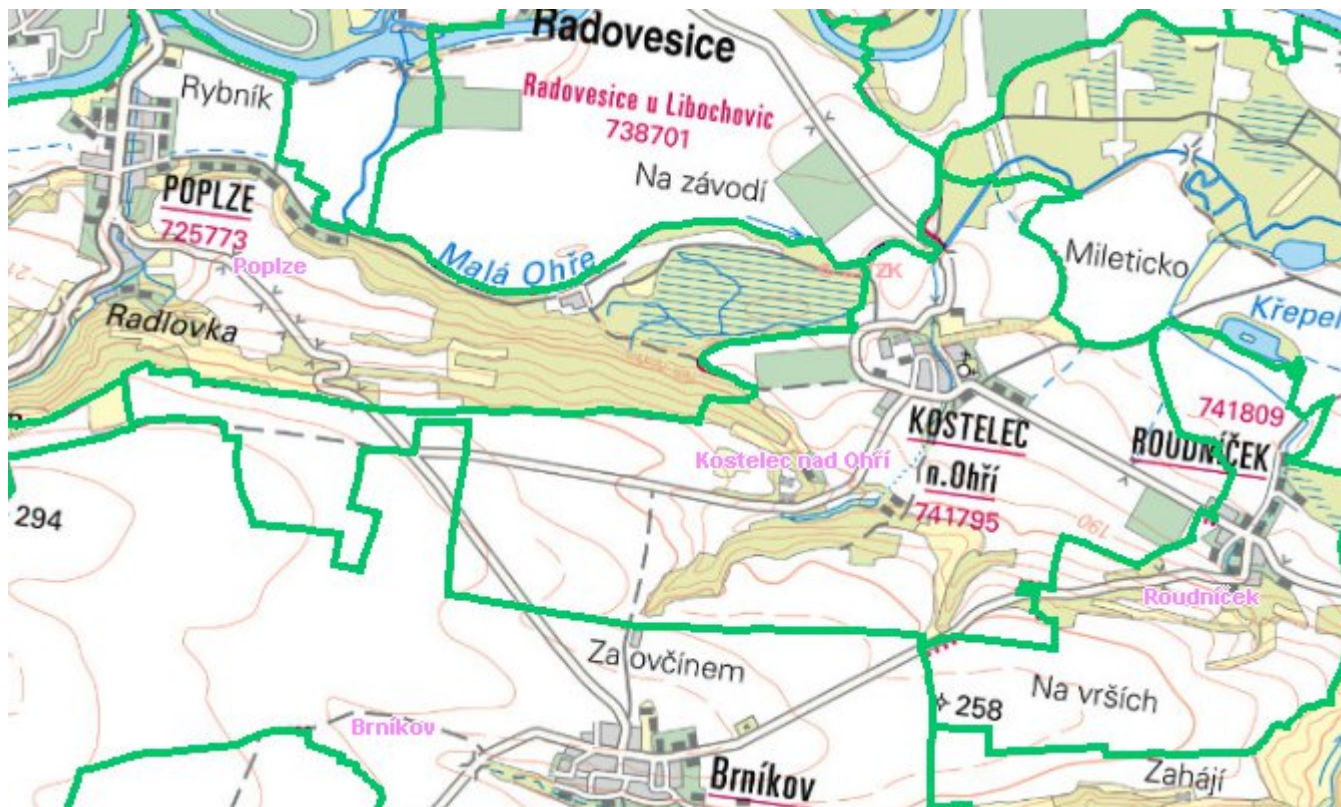 Radovesice
Radovesice u Libochovic
738701
Rybník
Na závodí
POPLZE
725773
Poplze
Malá Ohře
Mileticko
Křepel
Radlovka
741809
KOSTELEC
n.Ohří
741795
ROUDNÍČEK
Kostelec nad Ohří
294
190
Roudníček
Za ovčínem
Na vrších
258
Brníkov
Brníkov
Zahájí